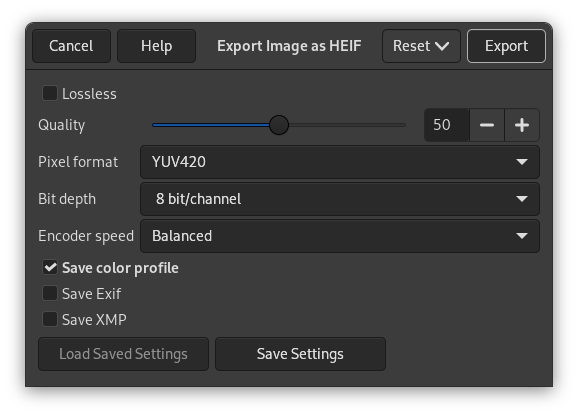 Cancel Help Export Image as HEIF Reset Export
Lossless
Quality 50
Pixel format YUV420
Bit depth 8 bit/channel
Encoder speed Balanced
Save color profile
Save Exif
Save XMP
Load Saved Settings Save Settings